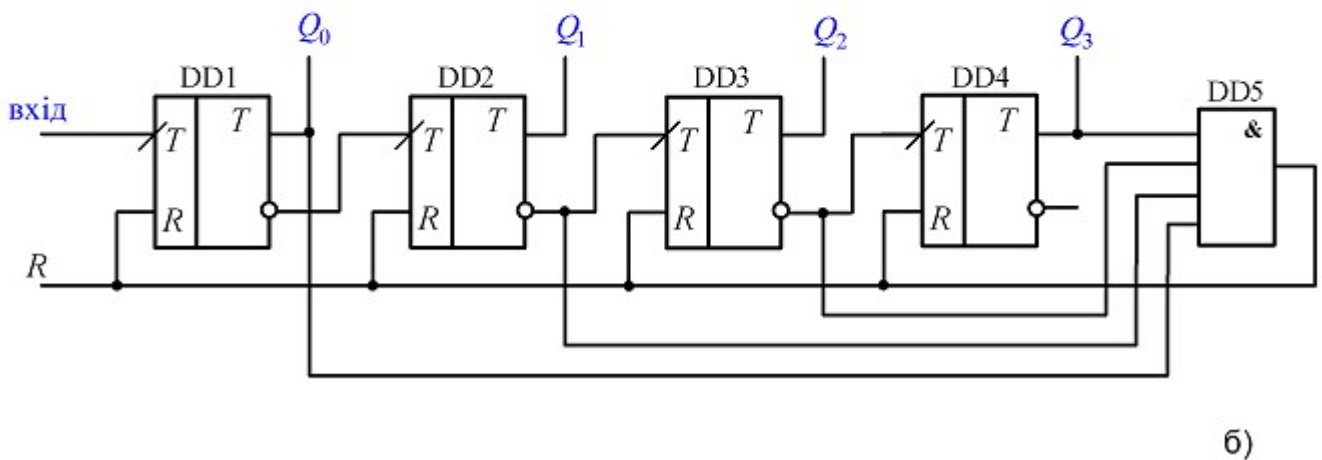 Q0 Q1 Q2 Q3
DD1 DD2 DD3 DD4 DD5
вхід T T T T T T T T &
R R R R
R
б)